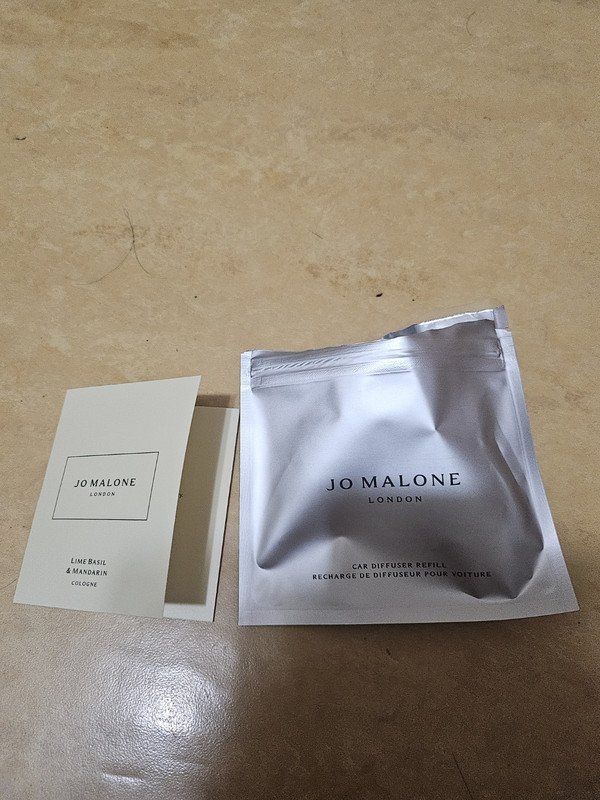 JO MALONE
LONDON
LIME BASIL
& MANDARIN
COLOGNE
JO MALONE
LONDON
CAR DIFFUSER REFILL
RECHARGE DE DIFFUSEUR POUR VOITURE